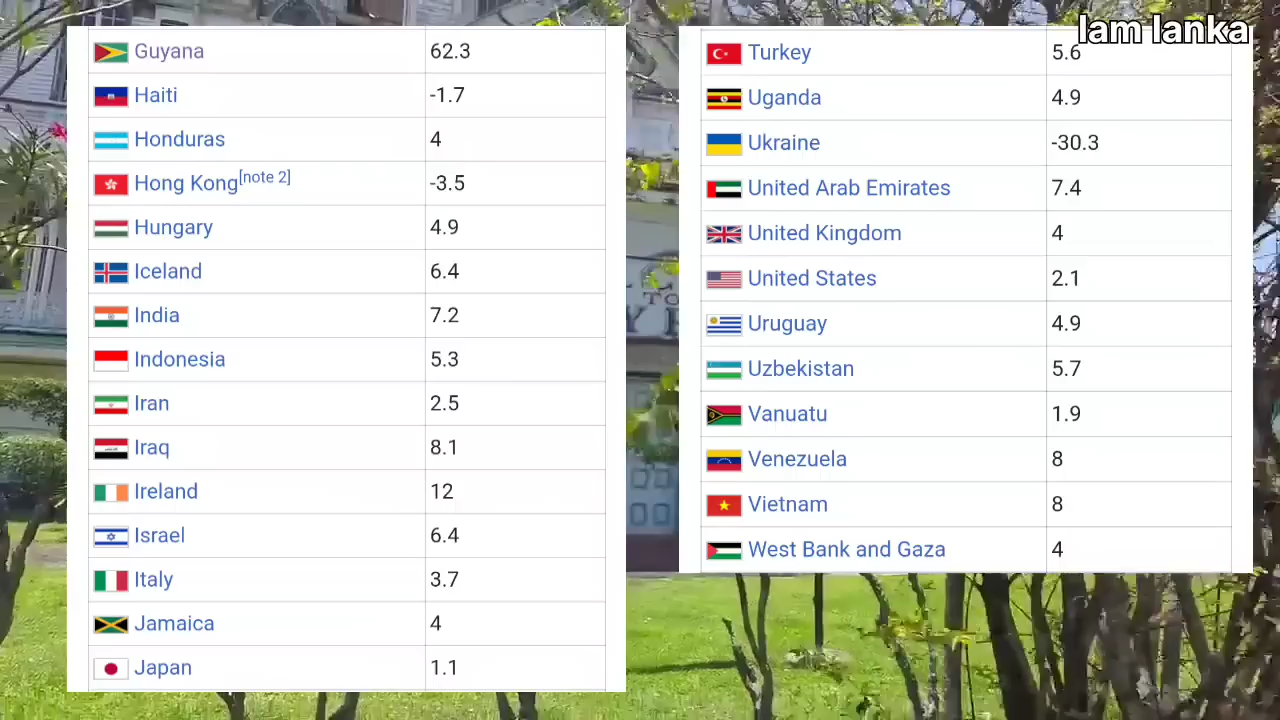 lam lanka
Guyana 62.3
Haiti -1.7
Honduras 4
Hong Kong[note 2] -3.5
Hungary 4.9
Iceland 6.4
India 7.2
Indonesia 5.3
Iran 2.5
Iraq 8.1
Ireland 12
Israel 6.4
Italy 3.7
Jamaica 4
Japan 1.1
Turkey 5.6
Uganda 4.9
Ukraine -30.3
United Arab Emirates 7.4
United Kingdom 4
United States 2.1
Uruguay 4.9
Uzbekistan 5.7
Vanuatu 1.9
Venezuela 8
Vietnam 8
West Bank and Gaza 4
TO